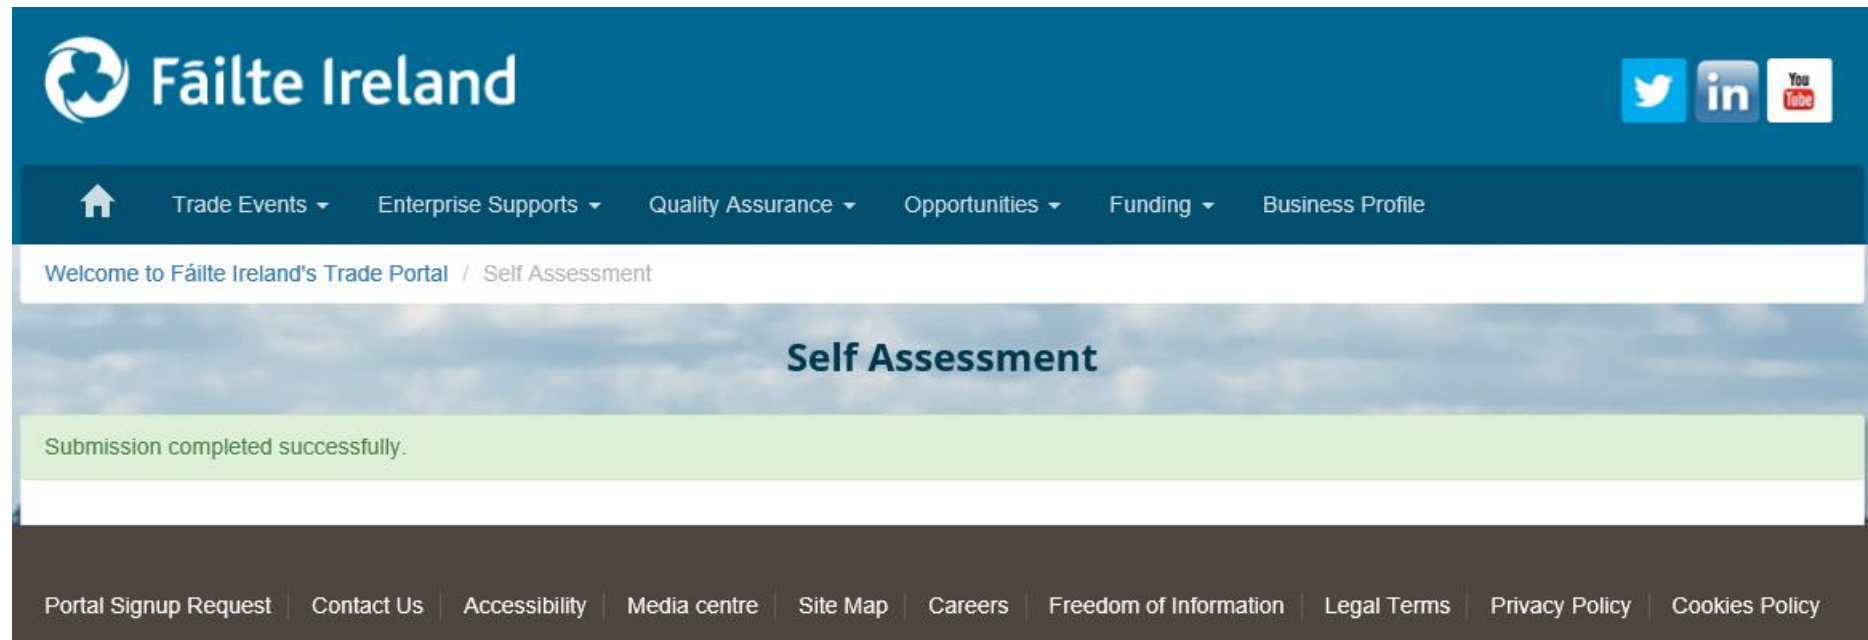 Fáilte Ireland
in
You
Tube
Trade Events Enterprise Supports Quality Assurance Opportunities Funding Business Profile
Welcome to Fáilte Ireland's Trade Portal / Self Assessment
Self Assessment
Submission completed successfully.
Portal Signup Request Contact Us Accessibility Media centre Site Map Careers Freedom of Information Legal Terms Privacy Policy Cookies Policy